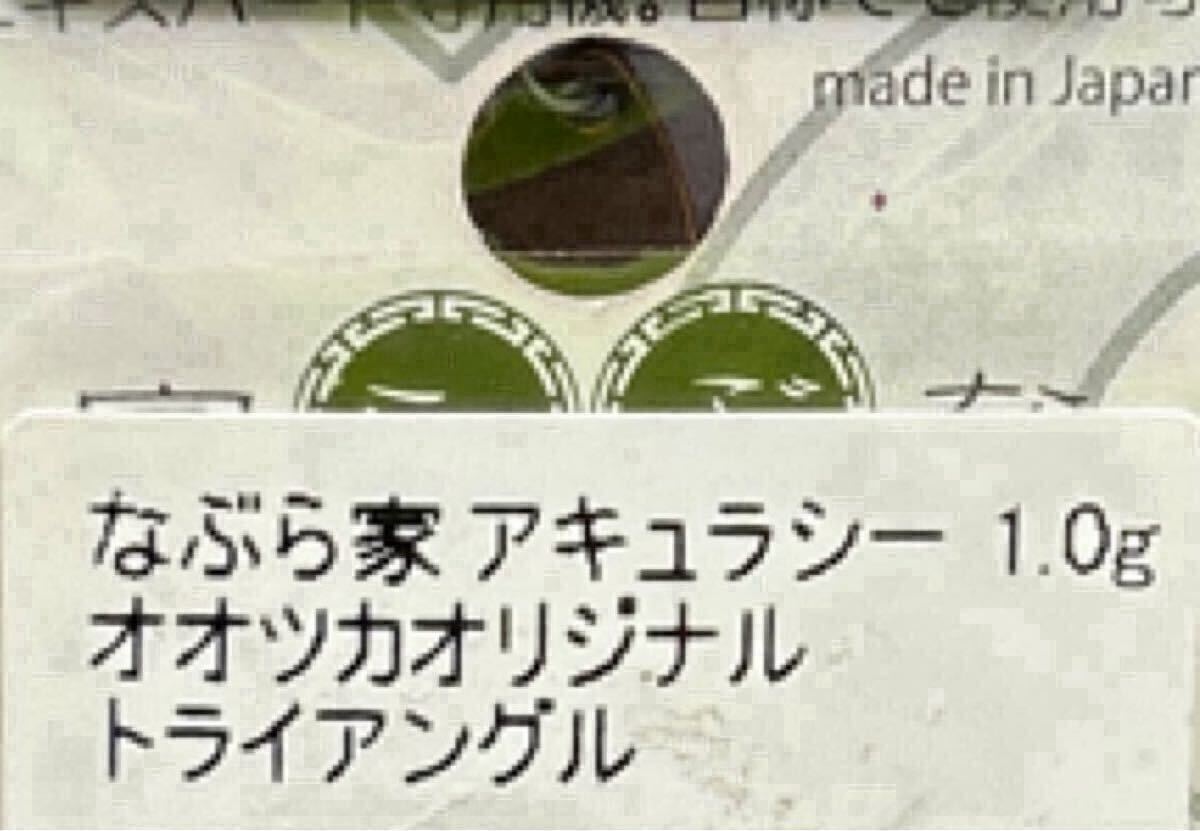 made in Japan
なぶら家 アキュラシー 1.0g
オオツカオリジナル
トライアングル